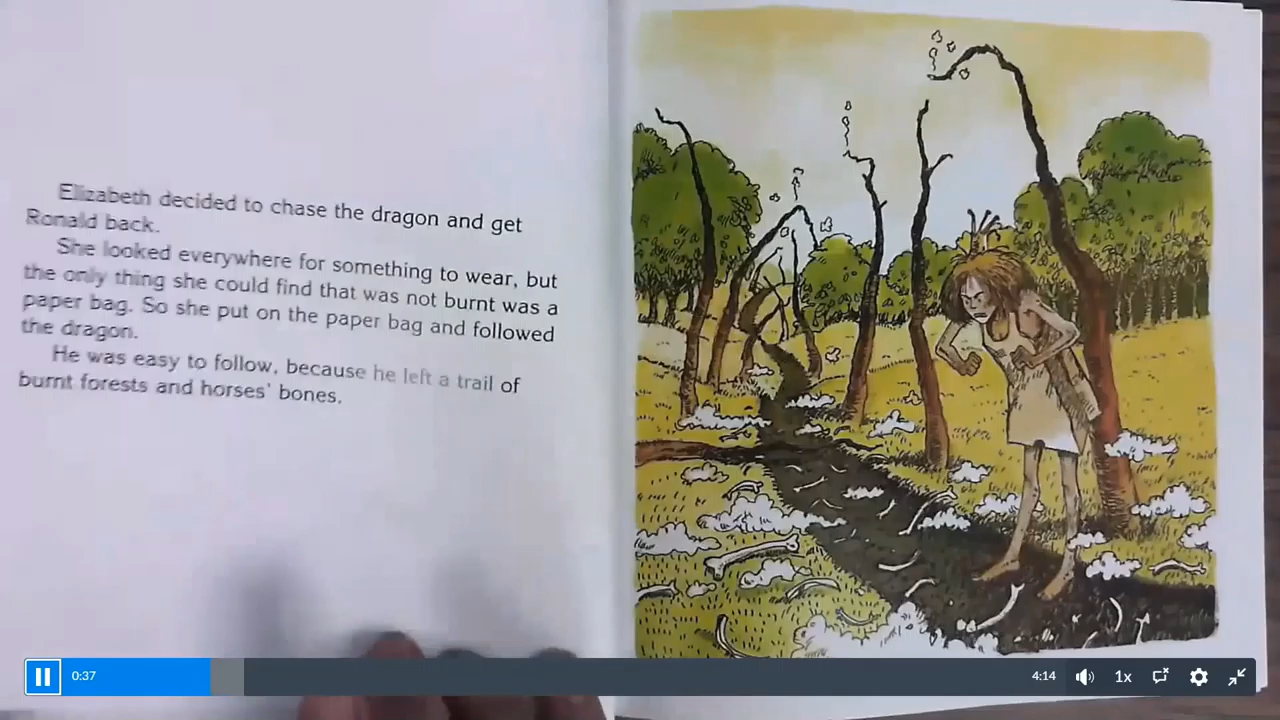 Elizabeth decided to chase the dragon and get
Ronald back.
She looked everywhere for something to wear, but
the only thing she could find that was not burnt was a
paper bag. So she put on the paper bag and followed
the dragon.
He was easy to follow, because he left a trail of
burnt forests and horses' bones.
0:37
4:14
1x